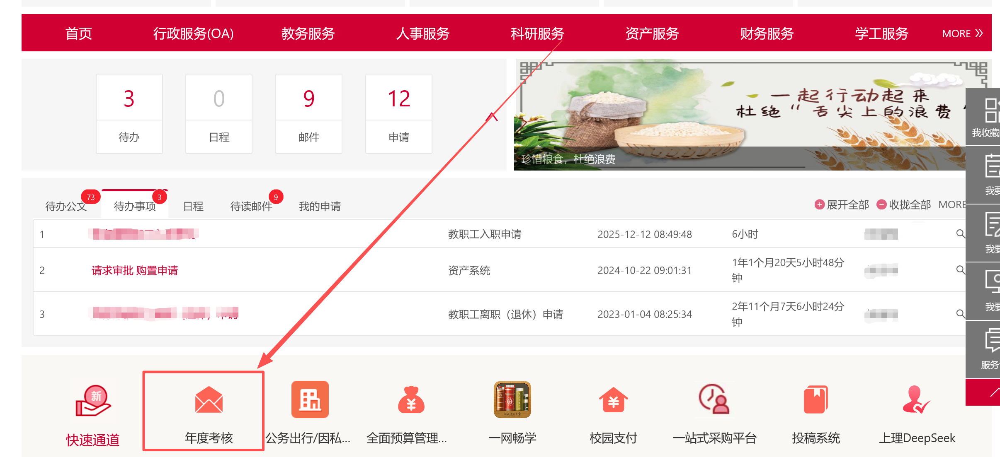 首页 行政服务(OA) 教务服务 人事服务 科研服务 资产服务 财务服务 学工服务 MORE
3 0 9 12
待办 日程 邮件 申请
一起行动起来
杜绝“舌尖上的浪费
珍惜粮食，杜绝浪费
我收藏
我要
我要
我要
服务
待办公文 73 待办事项 3 日程 待读邮件 9 我的申请 展开全部 收拢全部 MORE
1 教职工入职申请 2025-12-12 08:49:48 6小时
2 请求审批 购置申请 资产系统 2024-10-22 09:01:31 1年1个月20天5小时48分
钟
3 教职工离职（退休）申请 2023-01-04 08:25:34 2年11个月7天6小时24分
钟
新
快速通道 年度考核 公务出行/因私... 全面预算管理... 一网畅学 校园支付 一站式采购平台 投稿系统 上理DeepSeek